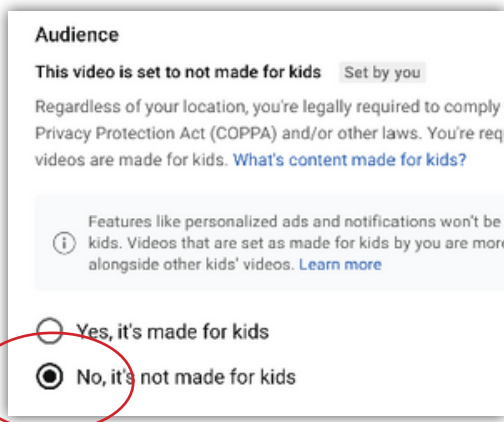 Audience
This video is set to not made for kids Set by you
Regardless of your location, you're legally required to comply
Privacy Protection Act (COPPA) and/or other laws. You're req
videos are made for kids. What's content made for kids?
Features like personalized ads and notifications won't be
kids. Videos that are set as made for kids by you are more
alongside other kids' videos. Learn more
Yes, it's made for kids
No, it's not made for kids